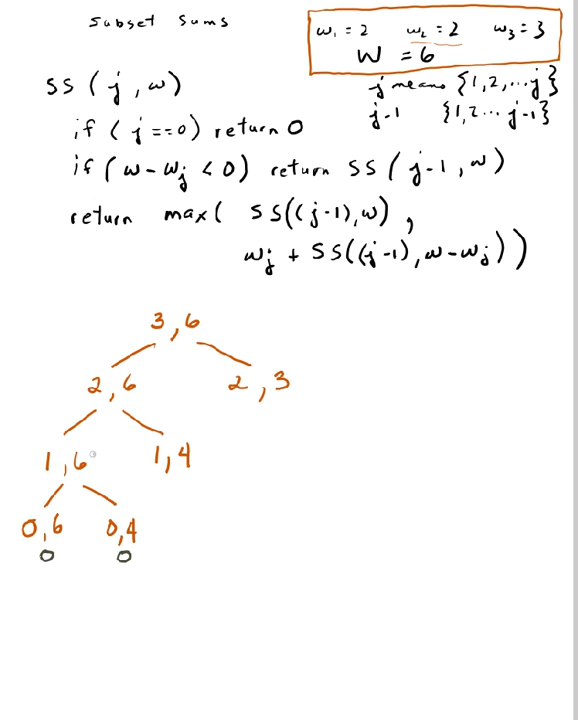 subset sums
w₁ = 2 w₂ = 2 w₃ = 3
W = 6
SS ( j , w )
j means {1,2,...j}
j-1 {1,2... j-1}
if ( j == 0 ) return 0
if ( w - wⱼ < 0 ) return SS ( j-1 , w )
return max( SS((j-1), w) ,
wⱼ + SS((j-1), w-wⱼ))
3,6
2,6 2,3
1,6 1,4
0,6 0,4
0 0